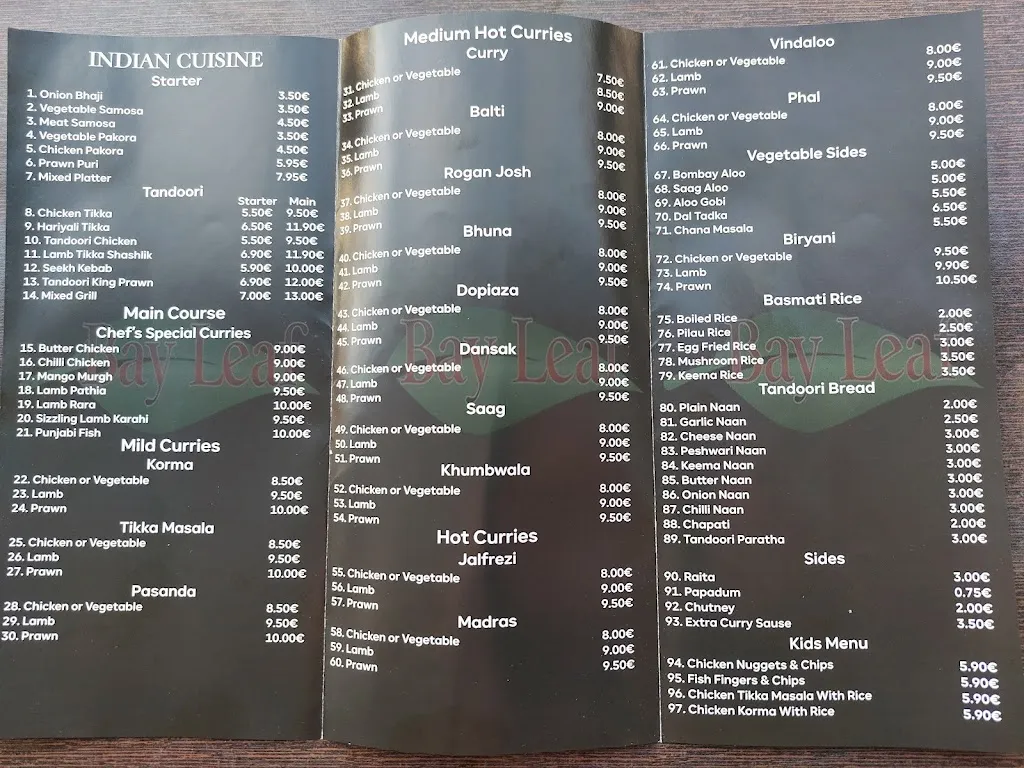 INDIAN CUISINE
Starter
1. Onion Bhaji 3.50€
2. Vegetable Samosa 3.50€
3. Meat Samosa 4.50€
4. Vegetable Pakora 3.50€
5. Chicken Pakora 4.50€
6. Prawn Puri 5.95€
7. Mixed Platter 7.95€
Tandoori
Starter Main
8. Chicken Tikka 5.50€ 9.50€
9. Hariyali Tikka 6.50€ 11.90€
10. Tandoori Chicken 5.50€ 9.50€
11. Lamb Tikka Shashlik 6.90€ 11.90€
12. Seekh Kebab 5.90€ 10.00€
13. Tandoori King Prawn 6.90€ 12.00€
14. Mixed Grill 7.00€ 13.00€
Main Course
Chef's Special Curries
15. Butter Chicken 9.00€
16. Chilli Chicken 9.00€
17. Mango Murgh 9.00€
18. Lamb Pathia 9.50€
19. Lamb Rara 10.00€
20. Sizzling Lamb Karahi 9.50€
21. Punjabi Fish 10.00€
Bay Leaf
Mild Curries
Korma
22. Chicken or Vegetable 8.50€
23. Lamb 9.50€
24. Prawn 10.00€
Tikka Masala
25. Chicken or Vegetable 8.50€
26. Lamb 9.50€
27. Prawn 10.00€
Pasanda
28. Chicken or Vegetable 8.50€
29. Lamb 9.50€
30. Prawn 10.00€
Medium Hot Curries
Curry
31. Chicken or Vegetable 7.50€
32. Lamb 8.50€
33. Prawn 9.00€
Balti
34. Chicken or Vegetable 8.00€
35. Lamb 9.00€
36. Prawn 9.50€
Rogan Josh
37. Chicken or Vegetable 8.00€
38. Lamb 9.00€
39. Prawn 9.50€
Bhuna
40. Chicken or Vegetable 8.00€
41. Lamb 9.00€
42. Prawn 9.50€
Dopiaza
43. Chicken or Vegetable 8.00€
44. Lamb 9.00€
45. Prawn 9.50€
Dansak
46. Chicken or Vegetable 8.00€
47. Lamb 9.00€
48. Prawn 9.50€
Bay Lea
Saag
49. Chicken or Vegetable 8.00€
50. Lamb 9.00€
51. Prawn 9.50€
Khumbwala
52. Chicken or Vegetable 8.00€
53. Lamb 9.00€
54. Prawn 9.50€
Hot Curries
Jalfrezi
55. Chicken or Vegetable 8.00€
56. Lamb 9.00€
57. Prawn 9.50€
Madras
58. Chicken or Vegetable 8.00€
59. Lamb 9.00€
60. Prawn 9.50€
Vindaloo
61. Chicken or Vegetable 8.00€
62. Lamb 9.00€
63. Prawn 9.50€
Phal
64. Chicken or Vegetable 8.00€
65. Lamb 9.00€
66. Prawn 9.50€
Vegetable Sides
67. Bombay Aloo 5.00€
68. Saag Aloo 5.00€
69. Aloo Gobi 5.50€
70. Dal Tadka 6.50€
71. Chana Masala 5.50€
Biryani
72. Chicken or Vegetable 9.50€
73. Lamb 9.90€
74. Prawn 10.50€
Basmati Rice
75. Boiled Rice 2.00€
76. Pilau Rice 2.50€
77. Egg Fried Rice 3.00€
78. Mushroom Rice 3.50€
79. Keema Rice 3.50€
Bay Lea
Tandoori Bread
80. Plain Naan 2.00€
81. Garlic Naan 2.50€
82. Cheese Naan 3.00€
83. Peshwari Naan 3.00€
84. Keema Naan 3.00€
85. Butter Naan 3.00€
86. Onion Naan 3.00€
87. Chilli Naan 3.00€
88. Chapati 2.00€
89. Tandoori Paratha 3.00€
Sides
90. Raita 3.00€
91. Papadum 0.75€
92. Chutney 2.00€
93. Extra Curry Sause 3.50€
Kids Menu
94. Chicken Nuggets & Chips 5.90€
95. Fish Fingers & Chips 5.90€
96. Chicken Tikka Masala With Rice 5.90€
97. Chicken Korma With Rice 5.90€